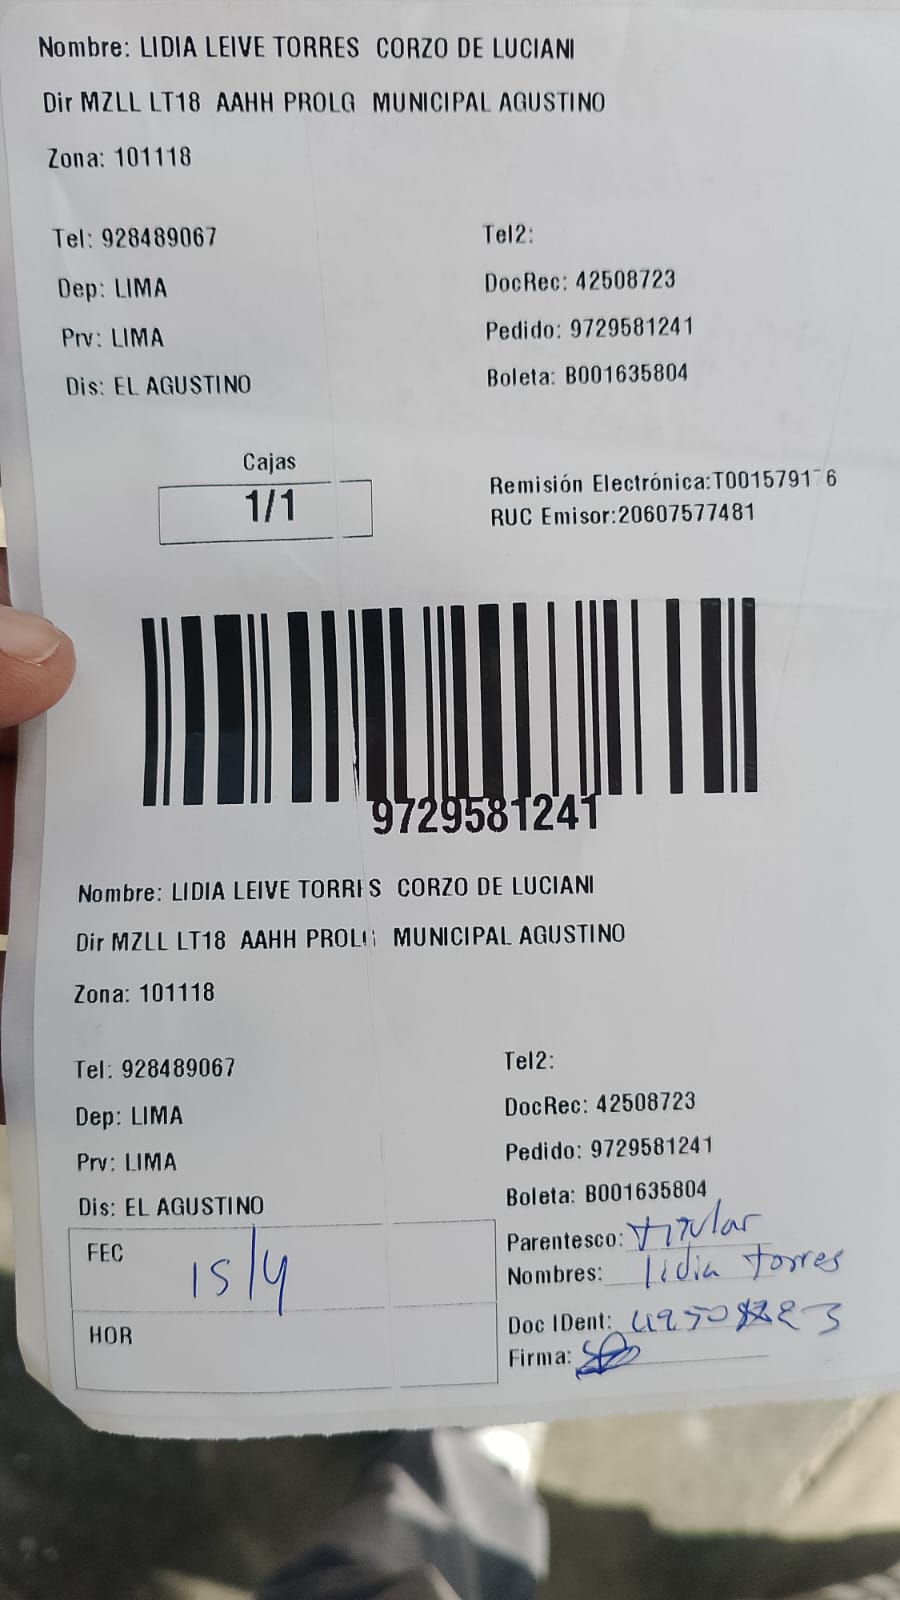 Nombre: LIDIA LEIVE TORRES CORZO DE LUCIANI
Dir MZLL LT18 AAHH PROLG MUNICIPAL AGUSTINO
Zona: 101118
Tel: 928489067
Tel2:
Dep: LIMA
DocRec: 42508723
Prv: LIMA
Pedido: 9729581241
Dis: EL AGUSTINO
Boleta: B001635804
Cajas
1/1
Remisión Electrónica:T001579176
RUC Emisor:20607577481
9729581241
Nombre: LIDIA LEIVE TORRES CORZO DE LUCIANI
Dir MZLL LT18 AAHH PROLG MUNICIPAL AGUSTINO
Zona: 101118
Tel: 928489067
Tel2:
Dep: LIMA
DocRec: 42508723
Prv: LIMA
Pedido: 9729581241
Dis: EL AGUSTINO
Boleta: B001635804
FEC 15/4
Parentesco: titular
Nombres: lidia torres
HOR
Doc IDent:
Firma: